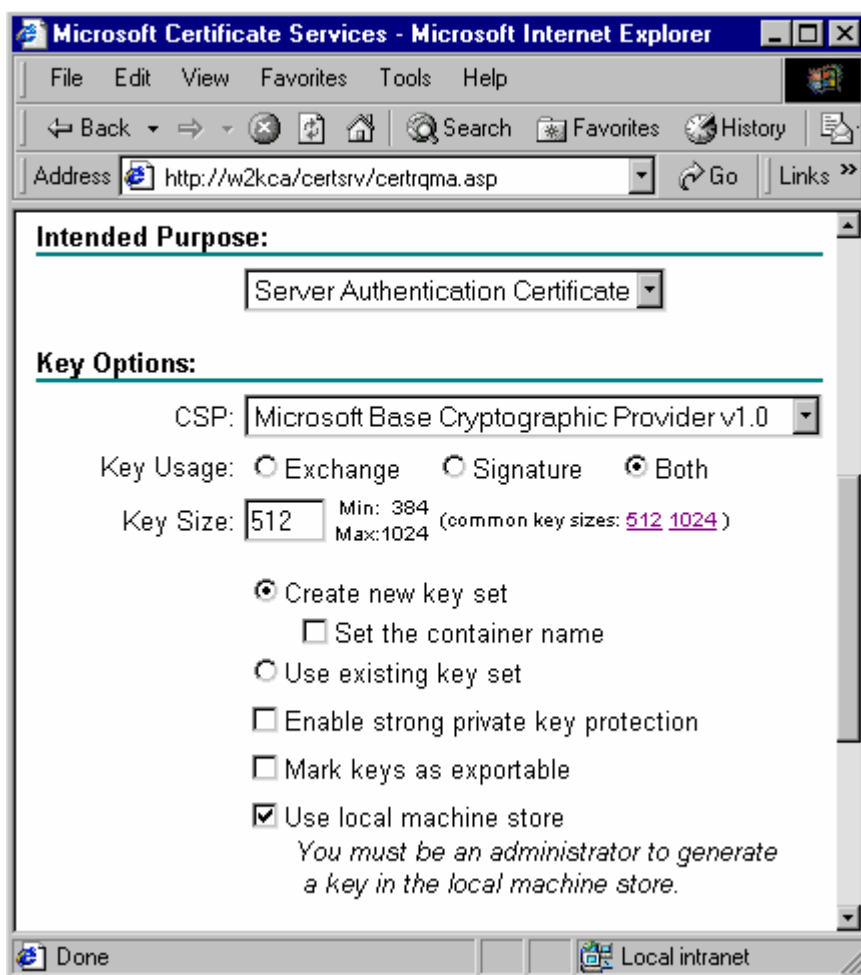 Microsoft Certificate Services - Microsoft Internet Explorer
File Edit View Favorites Tools Help
Back Search Favorites History
Address http://w2kca/certsrv/certrqma.asp Go Links »
Intended Purpose:
Server Authentication Certificate
Key Options:
CSP: Microsoft Base Cryptographic Provider v1.0
Key Usage: Exchange Signature Both
Key Size: 512 Min: 384 Max:1024 (common key sizes: 512 1024 )
Create new key set
Set the container name
Use existing key set
Enable strong private key protection
Mark keys as exportable
Use local machine store
You must be an administrator to generate
a key in the local machine store.
Done Local intranet